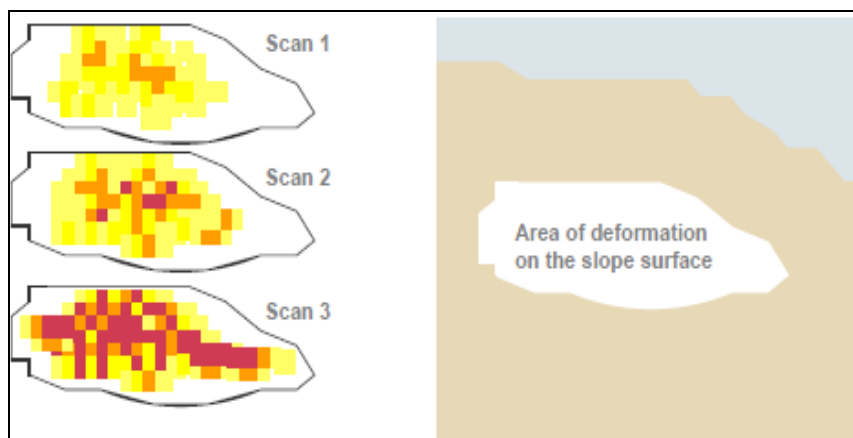 Scan 1
Scan 2
Scan 3
Area of deformation
on the slope surface